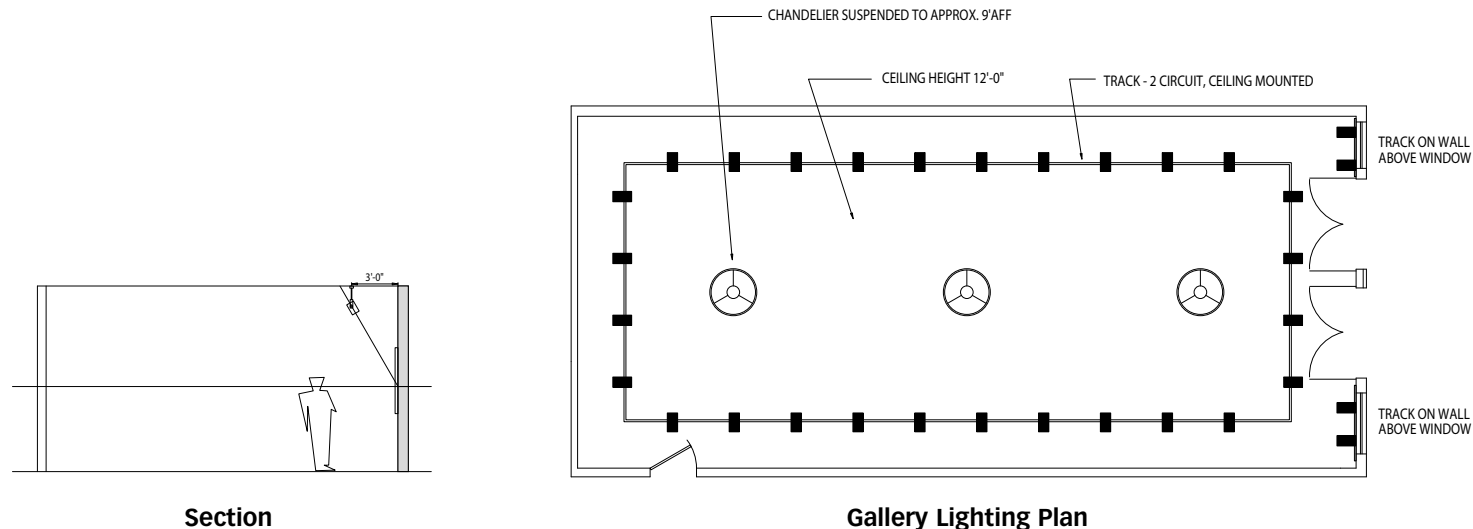 CHANDELIER SUSPENDED TO APPROX. 9'AFF
CEILING HEIGHT 12'-0"
TRACK - 2 CIRCUIT, CEILING MOUNTED
TRACK ON WALL
ABOVE WINDOW
3'-0"
TRACK ON WALL
ABOVE WINDOW
Section
Gallery Lighting Plan